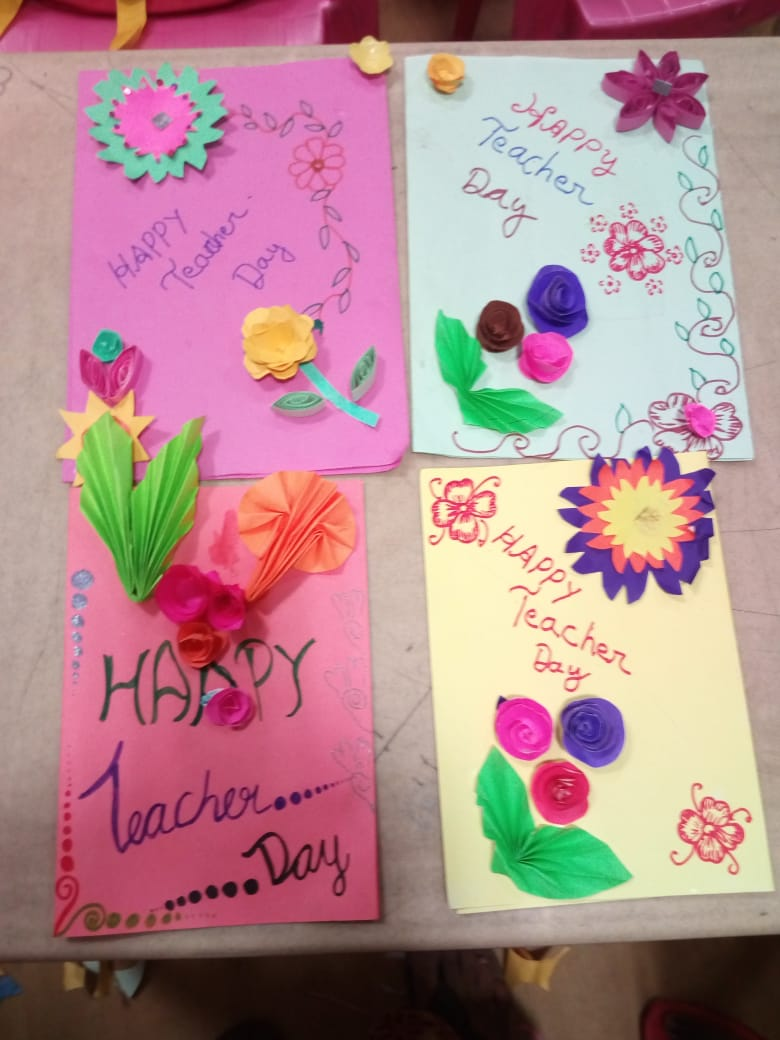 HAPPY
Teacher
Day
HAPPY
Teacher
Day
HAPPY
Teacher........
........Day
HAPPY
Teacher
Day